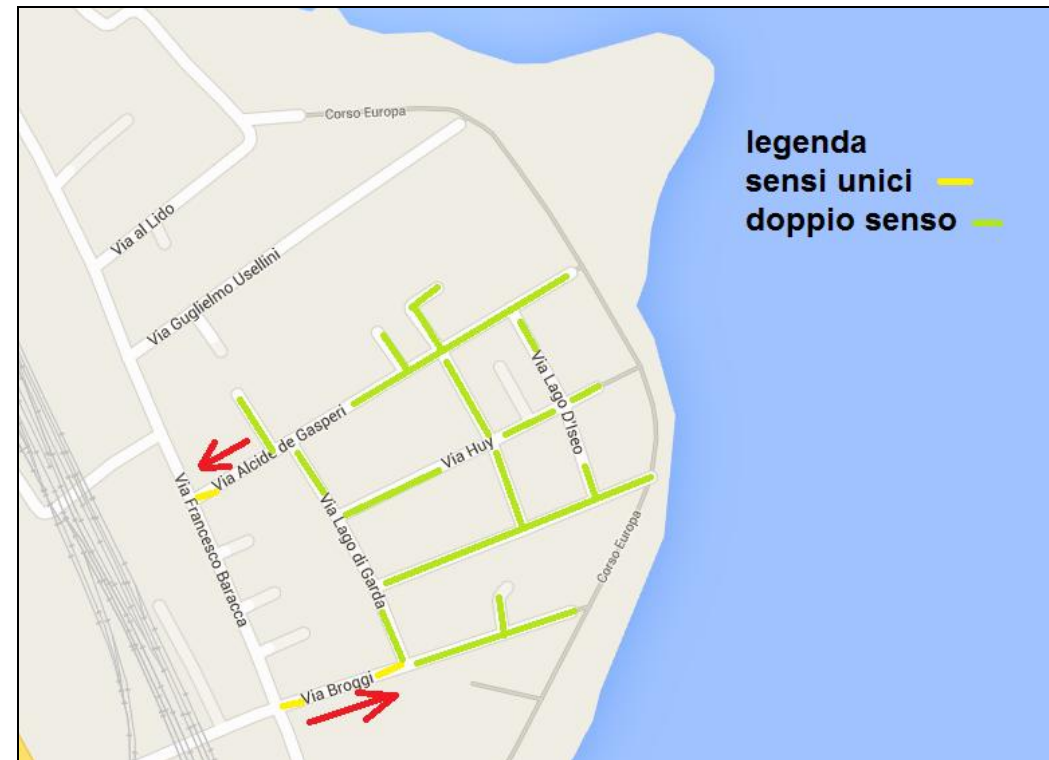 Corso Europa
legenda
sensi unici
doppio senso
Via al Lido
Via Guglielmo Usellini
Via Lago D'Iseo
Via Alcide de Gasperi
Via Huy
Via Francesco Baracca
Via Lago di Garda
Corso Europa
Via Broggi